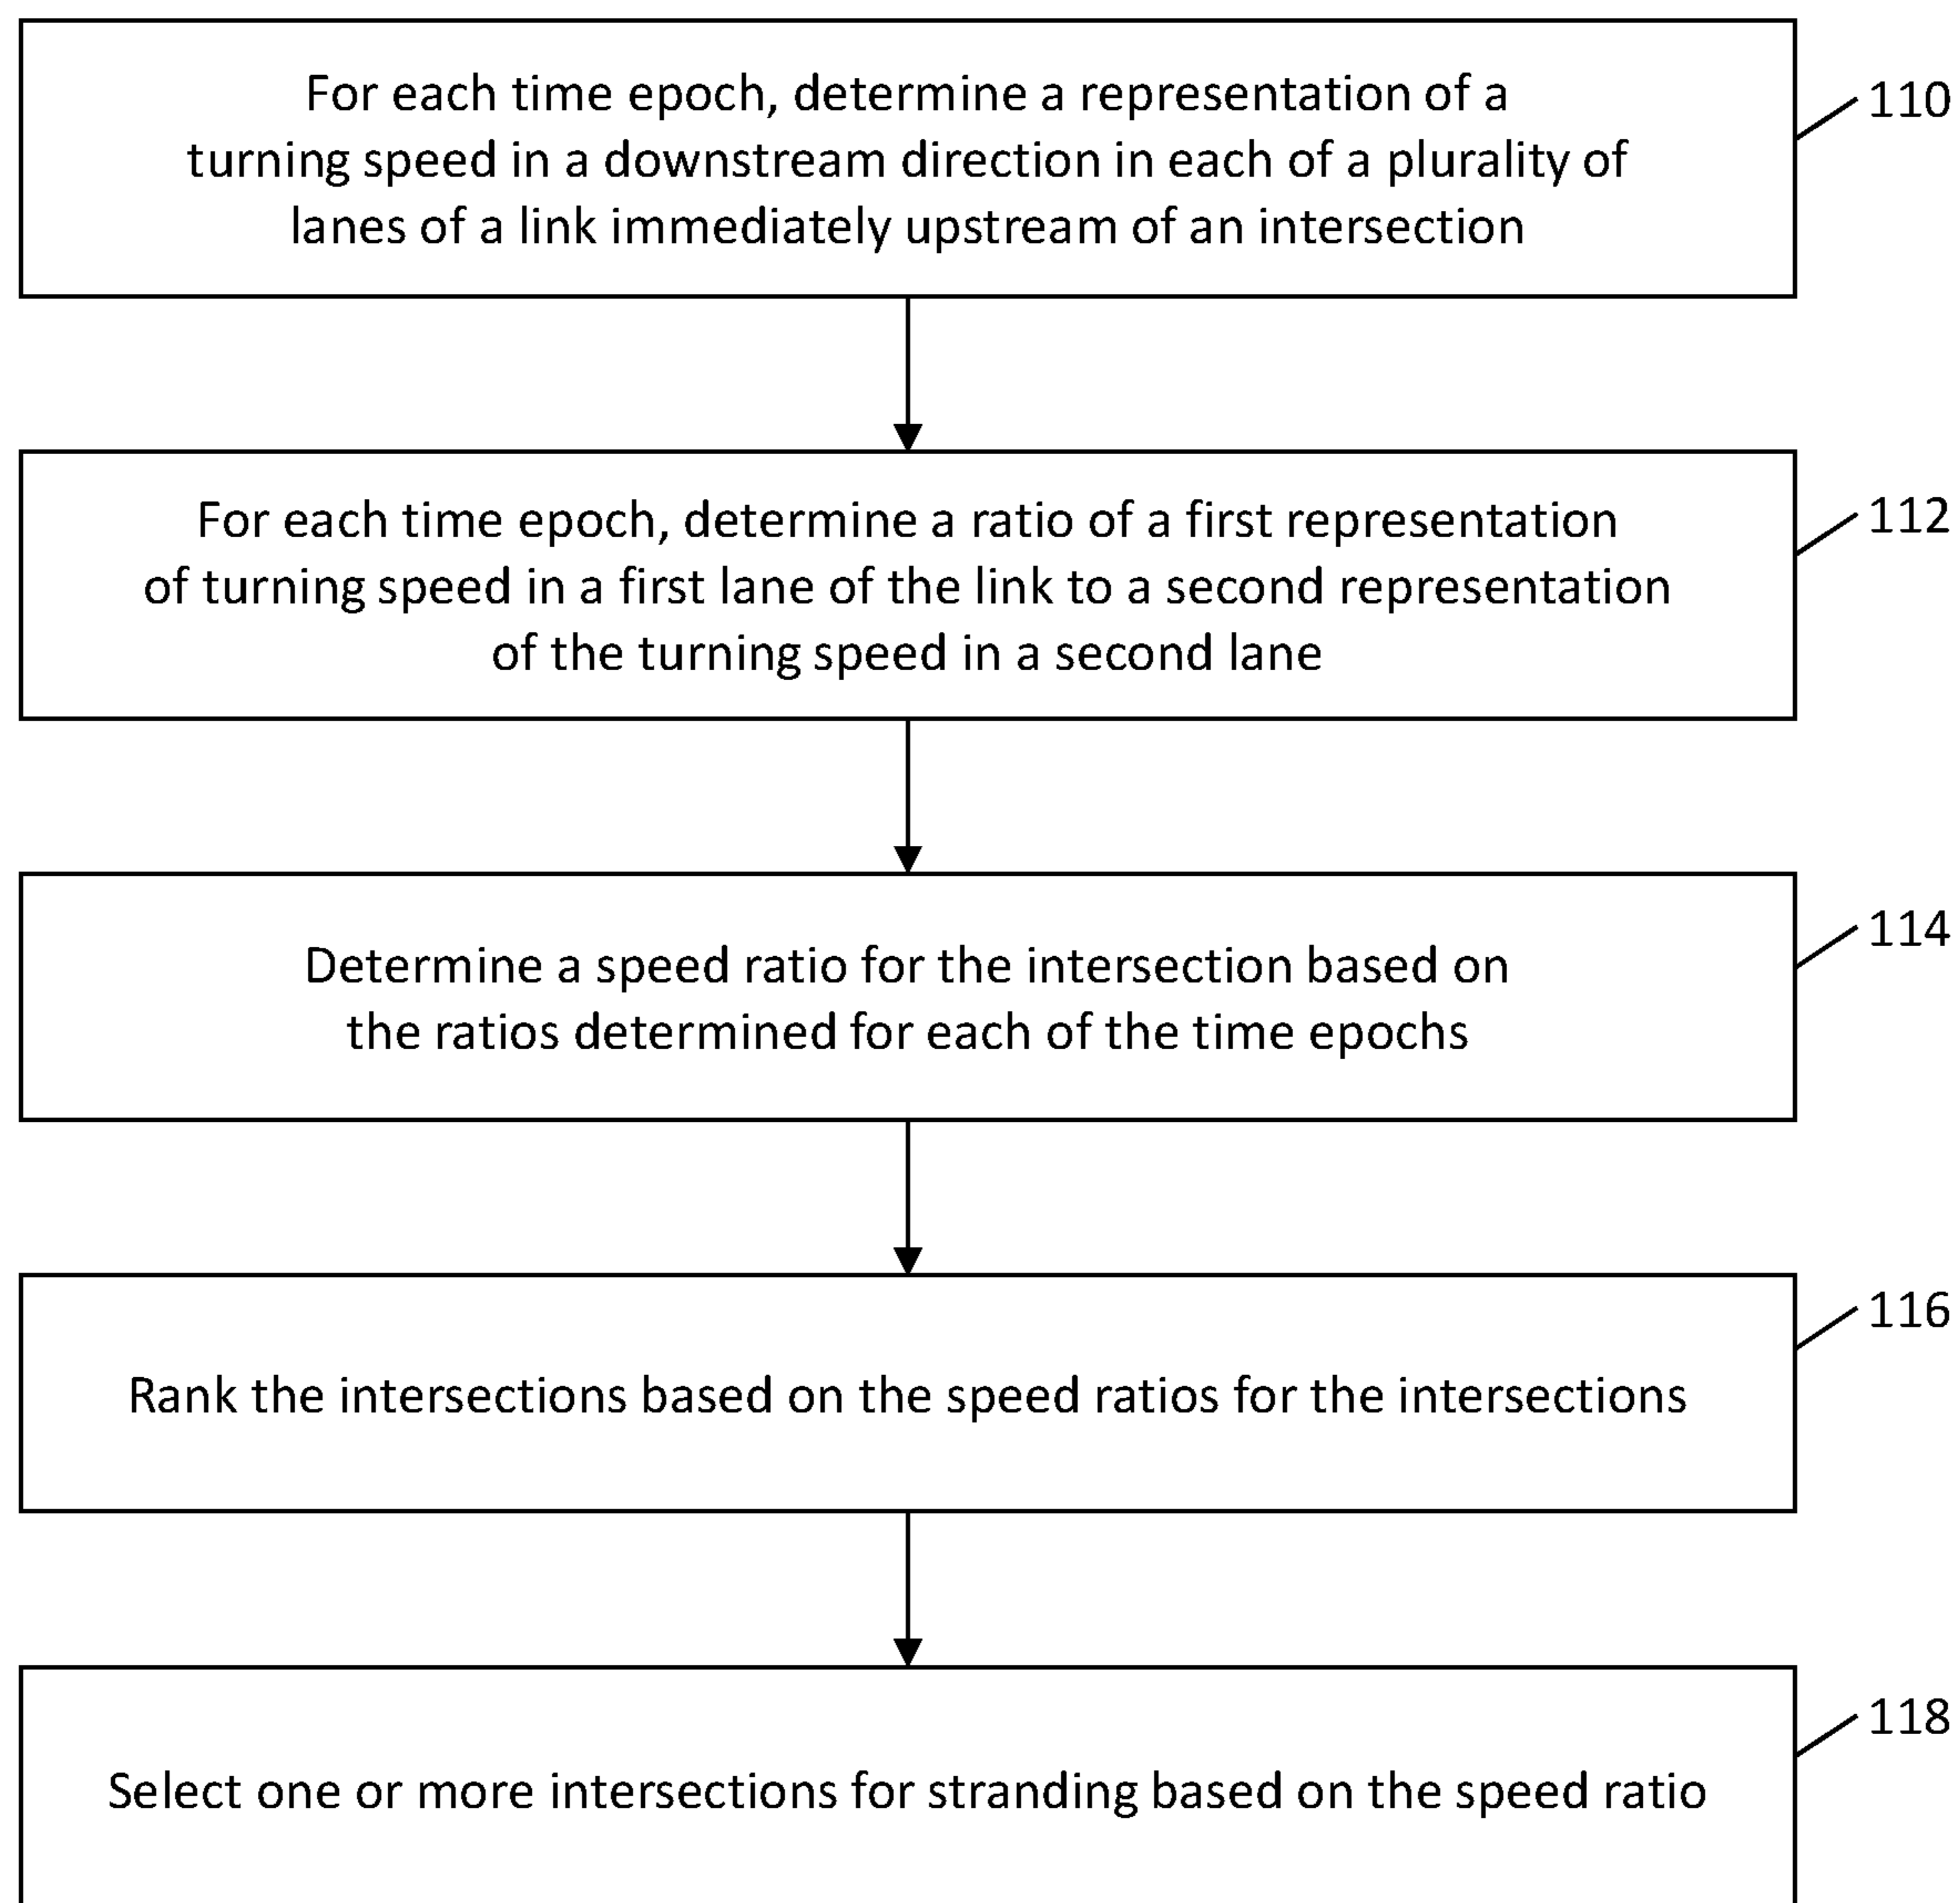 For each time epoch, determine a representation of a
turning speed in a downstream direction in each of a plurality of
lanes of a link immediately upstream of an intersection
110
For each time epoch, determine a ratio of a first representation
of turning speed in a first lane of the link to a second representation
of the turning speed in a second lane
112
Determine a speed ratio for the intersection based on
the ratios determined for each of the time epochs
114
Rank the intersections based on the speed ratios for the intersections
116
Select one or more intersections for stranding based on the speed ratio
118